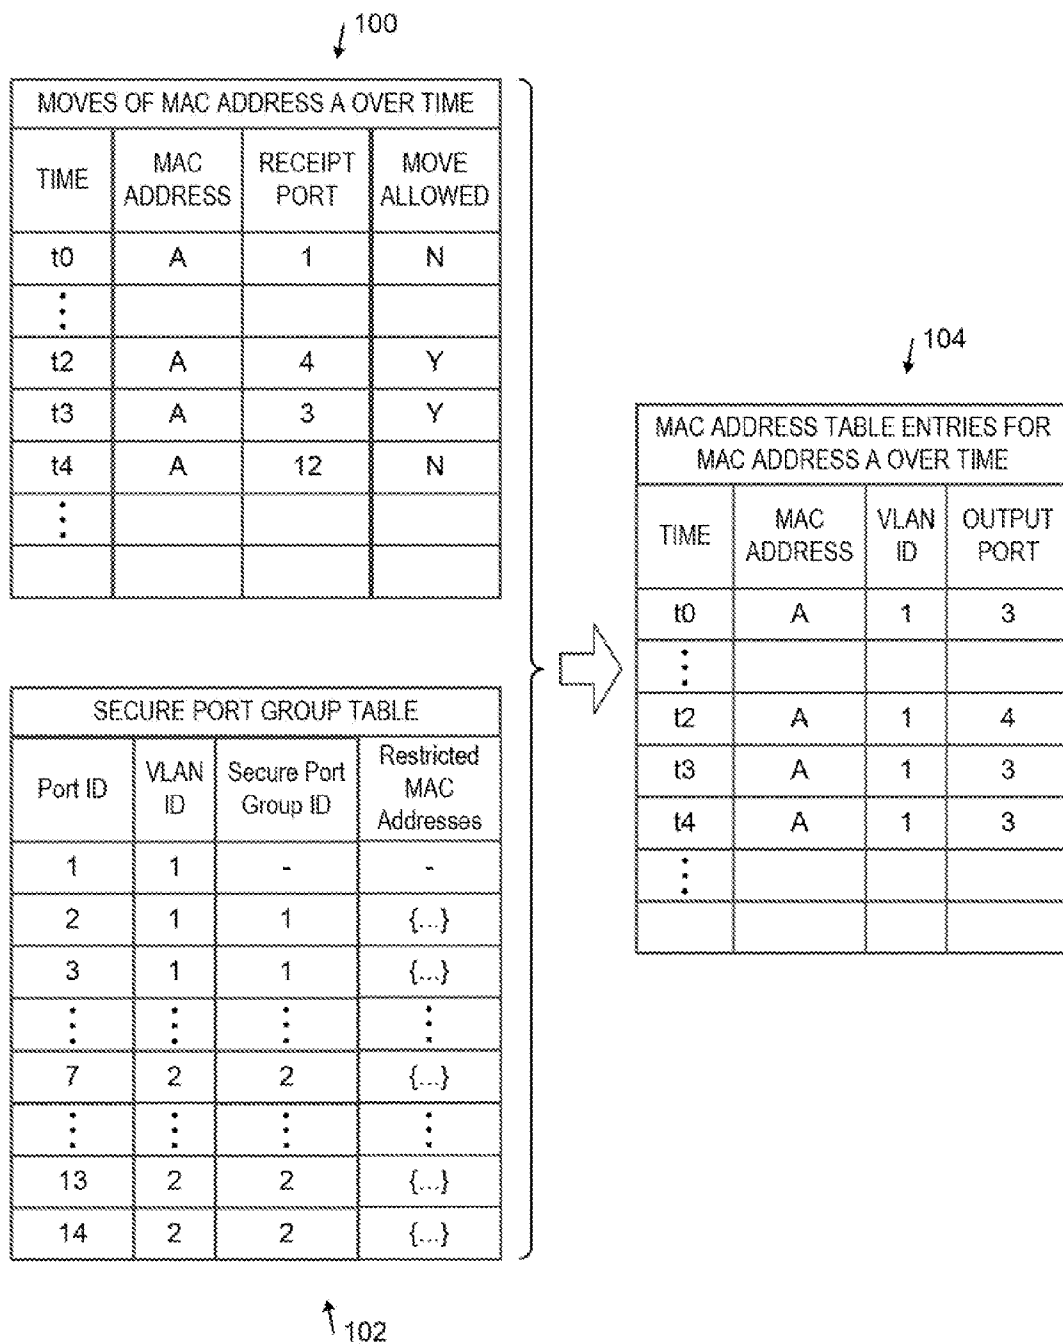 100
MOVES OF MAC ADDRESS A OVER TIME
TIME MAC ADDRESS RECEIPT PORT MOVE ALLOWED
t0 A 1 N
⋮
t2 A 4 Y
t3 A 3 Y
t4 A 12 N
⋮
104
MAC ADDRESS TABLE ENTRIES FOR
MAC ADDRESS A OVER TIME
TIME MAC ADDRESS VLAN ID OUTPUT PORT
t0 A 1 3
⋮
t2 A 1 4
t3 A 1 3
t4 A 1 3
⋮
SECURE PORT GROUP TABLE
Port ID VLAN ID Secure Port Group ID Restricted MAC Addresses
1 1 - -
2 1 1 {...}
3 1 1 {...}
⋮ ⋮ ⋮ ⋮
7 2 2 {...}
⋮ ⋮ ⋮ ⋮
13 2 2 {...}
14 2 2 {...}
102